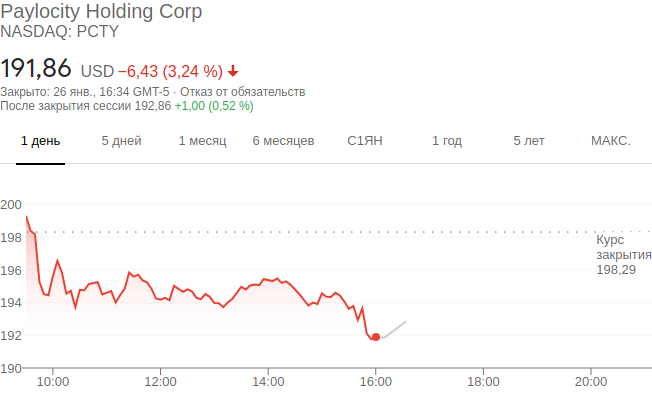 Paylocity Holding Corp
NASDAQ: PCTY
191,86 USD −6,43 (3,24 %)
Закрыто: 26 янв., 16:34 GMT-5 · Отказ от обязательств
После закрытия сессии 192,86 +1,00 (0,52 %)
1 день 5 дней 1 месяц 6 месяцев С1ЯН 1 год 5 лет МАКС.
200
198
Курс
закрытия
198,29
196
194
192
190
10:00 12:00 14:00 16:00 18:00 20:00